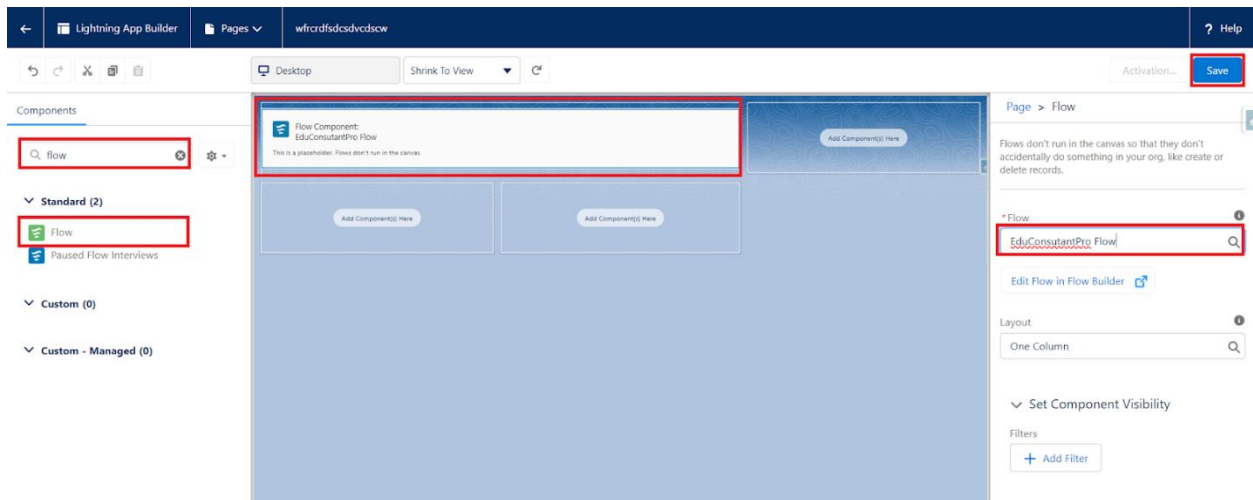 Lightning App Builder
Pages
wfrcrdfsdcsdvcdscw
? Help
Desktop
Shrink To View
Activation...
Save
Components
flow
Standard (2)
Flow
Paused Flow Interviews
Custom (0)
Custom - Managed (0)
Flow Component:
EduConsutantPro Flow
This is a placeholder. Flows don't run in the canvas.
Add Component(s) Here
Add Component(s) Here
Add Component(s) Here
Page > Flow
Flows don't run in the canvas so that they don't
accidentally do something in your org, like create or
delete records.
*Flow
EduConsutantPro Flow
Edit Flow in Flow Builder
Layout
One Column
Set Component Visibility
Filters
+ Add Filter